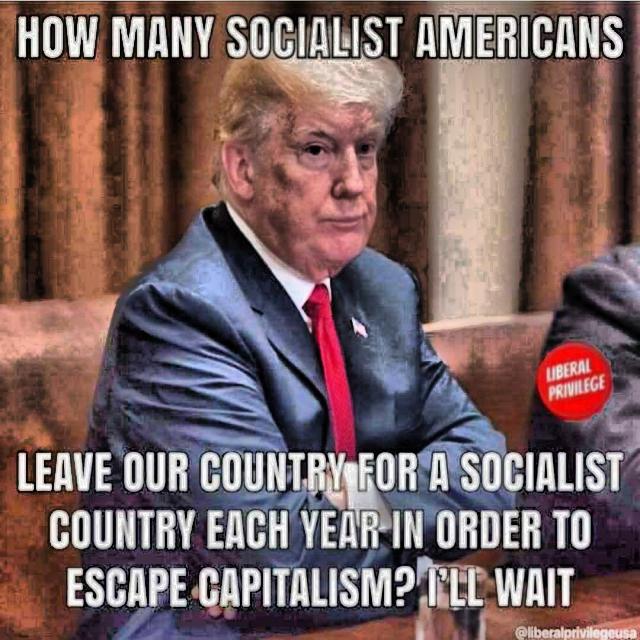 HOW MANY SOCIALIST AMERICANS
LIBERAL
PRIVILEGE
LEAVE OUR COUNTRY FOR A SOCIALIST
COUNTRY EACH YEAR IN ORDER TO
ESCAPE CAPITALISM? I'LL WAIT
@liberalprivilegeusa